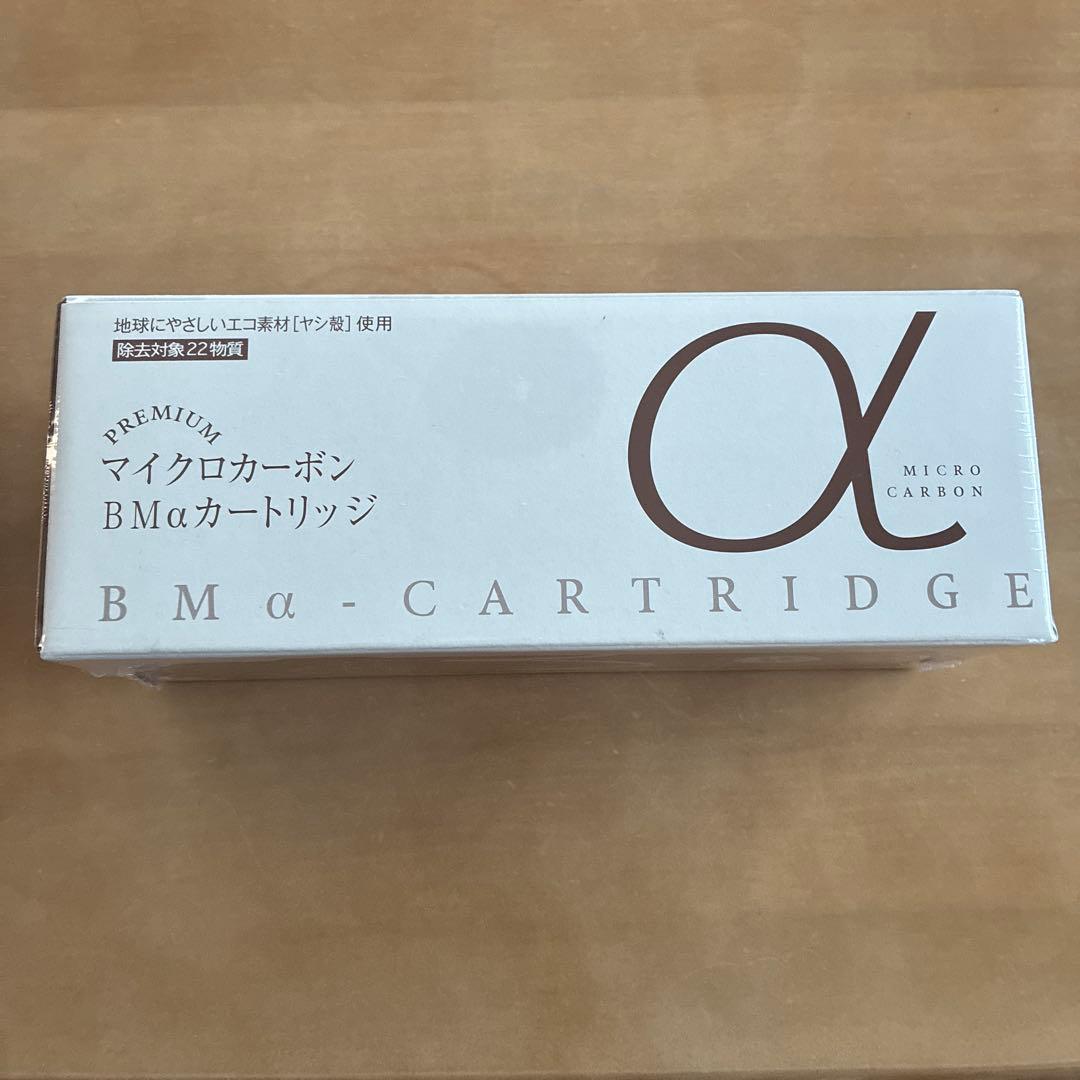 地球にやさしいエコ素材[ヤシ殻]使用
除去対象22物質
PREMIUM
マイクロカーボン
BMαカートリッジ
α
MICRO
CARBON
BMα-CARTRIDGE